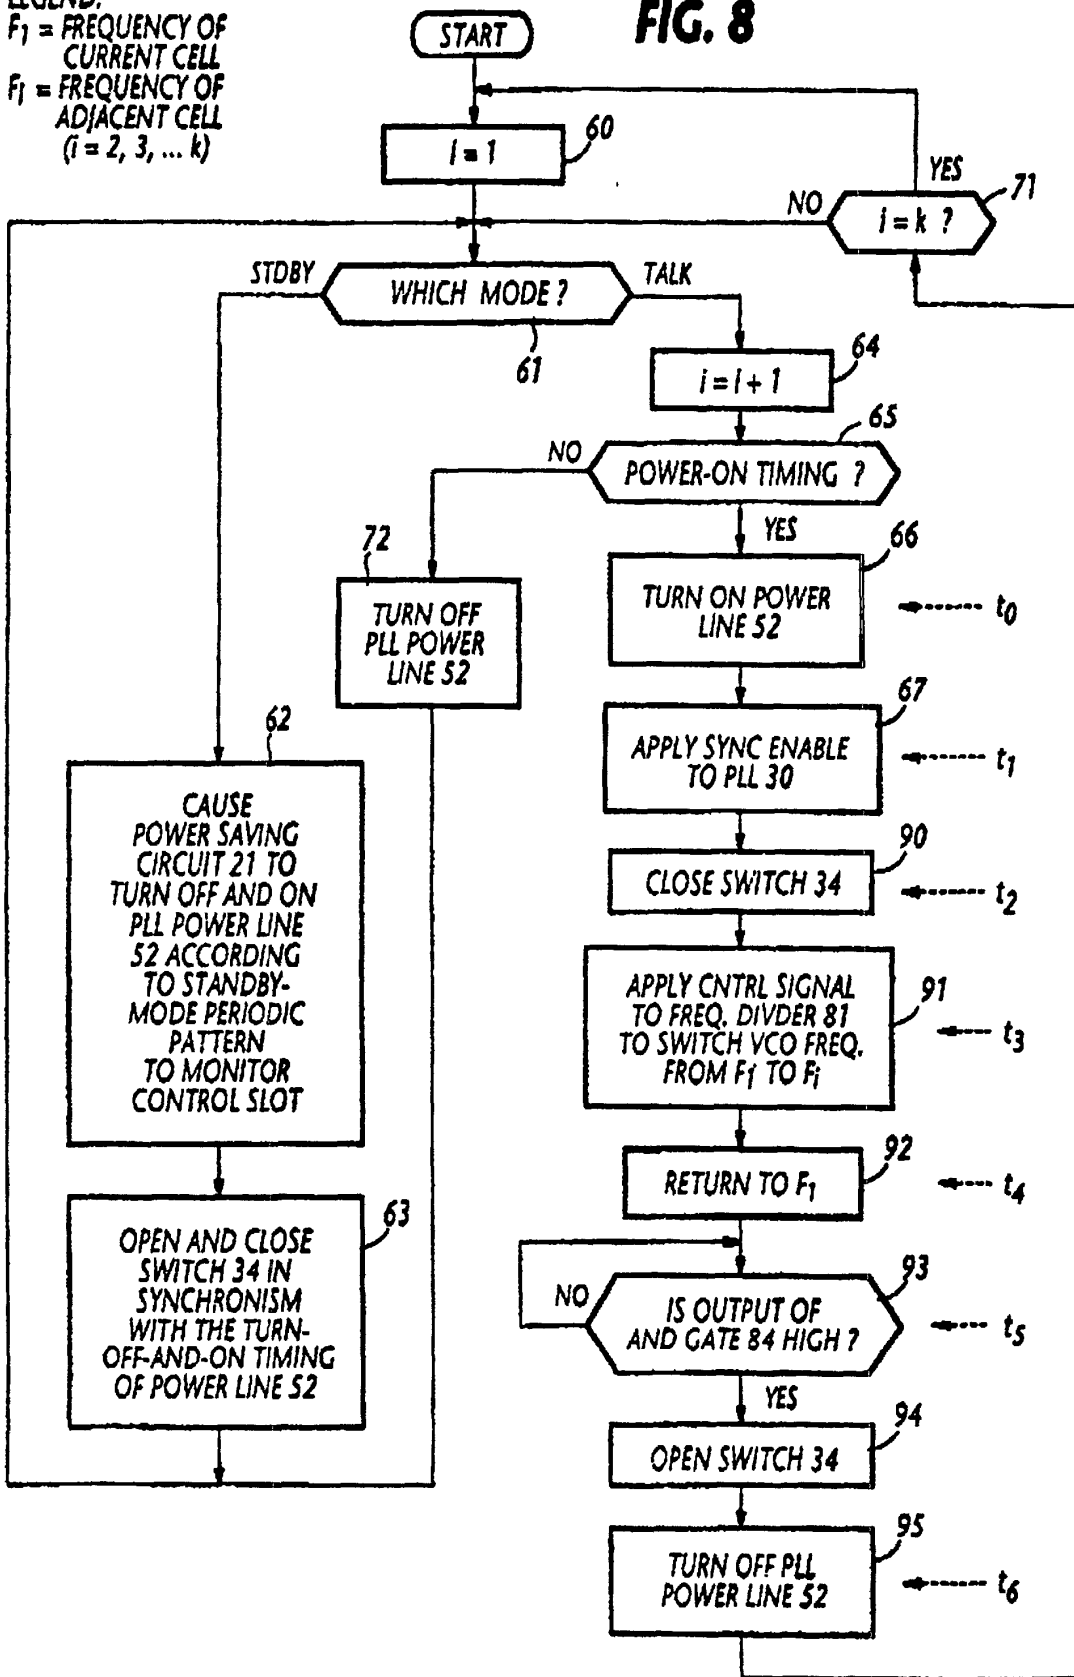 LEGEND:
F1 = FREQUENCY OF
CURRENT CELL
Fi = FREQUENCY OF
ADJACENT CELL
(i = 2, 3, ... k)
FIG. 8
START
i = 1
60
YES
71
NO
i = k ?
STDBY
WHICH MODE ?
TALK
61
64
i = i + 1
65
NO
POWER-ON TIMING ?
YES
66
TURN ON POWER
LINE 52
t0
72
TURN OFF
PLL POWER
LINE 52
67
APPLY SYNC ENABLE
TO PLL 30
t1
62
CAUSE
POWER SAVING
CIRCUIT 21 TO
TURN OFF AND ON
PLL POWER LINE
52 ACCORDING
TO STANDBY-
MODE PERIODIC
PATTERN
TO MONITOR
CONTROL SLOT
90
CLOSE SWITCH 34
t2
91
APPLY CNTRL SIGNAL
TO FREQ. DIVDER 81
TO SWITCH VCO FREQ.
FROM F1 TO Fi
t3
92
RETURN TO F1
t4
63
OPEN AND CLOSE
SWITCH 34 IN
SYNCHRONISM
WITH THE TURN-
OFF-AND-ON TIMING
OF POWER LINE 52
93
NO
IS OUTPUT OF
AND GATE 84 HIGH ?
t5
YES
94
OPEN SWITCH 34
95
TURN OFF PLL
POWER LINE 52
t6